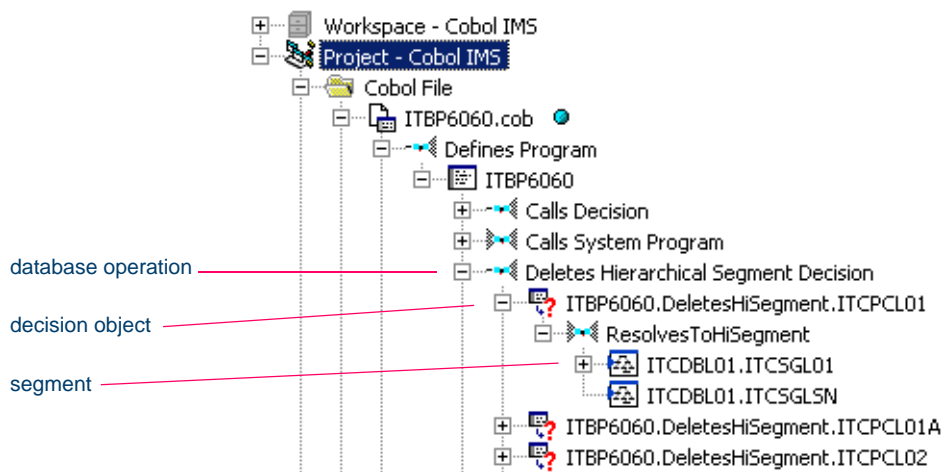 Workspace - Cobol IMS
Project - Cobol IMS
Cobol File
ITBP6060.cob
Defines Program
ITBP6060
Calls Decision
Calls System Program
database operation
Deletes Hierarchical Segment Decision
decision object
ITBP6060.DeletesHiSegment.ITCPCL01
ResolvesToHiSegment
segment
ITCDBL01.ITCSGL01
ITCDBL01.ITCSGLSN
ITBP6060.DeletesHiSegment.ITCPCL01A
ITBP6060.DeletesHiSegment.ITCPCL02